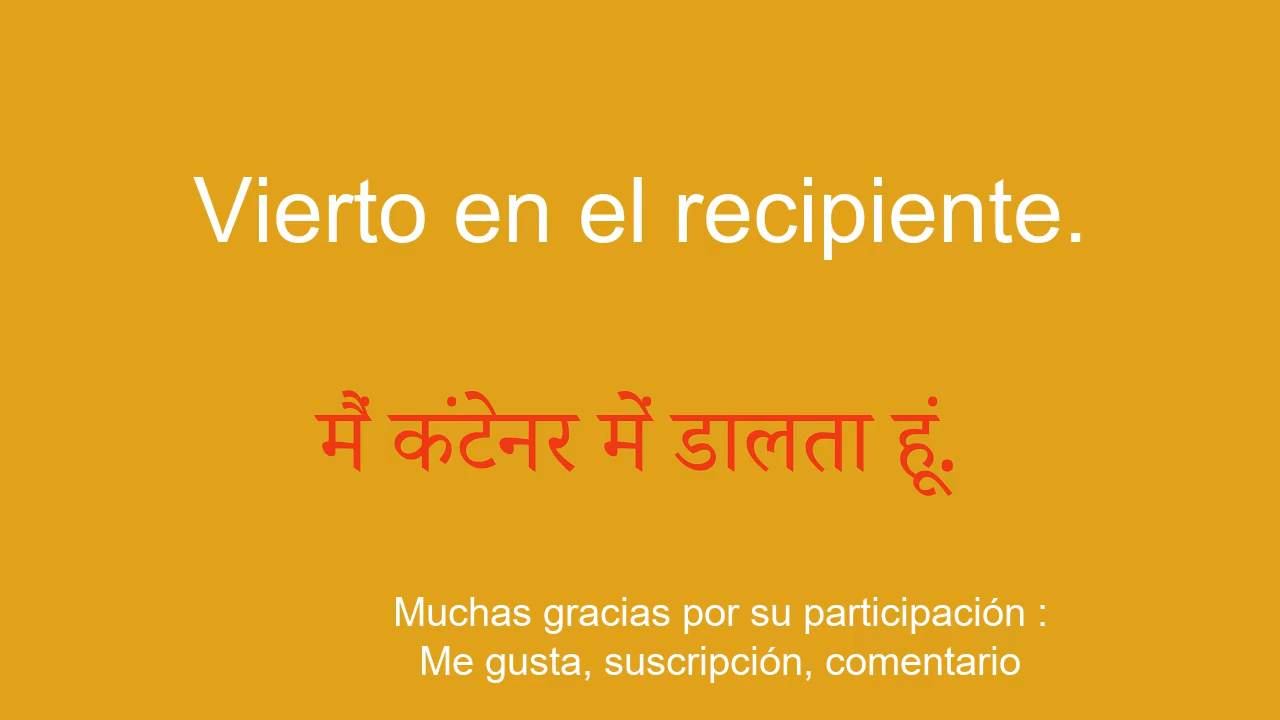 Vierto en el recipiente.
मैं कंटेनर में डालता हूं.
Muchas gracias por su participación :
Me gusta, suscripción, comentario